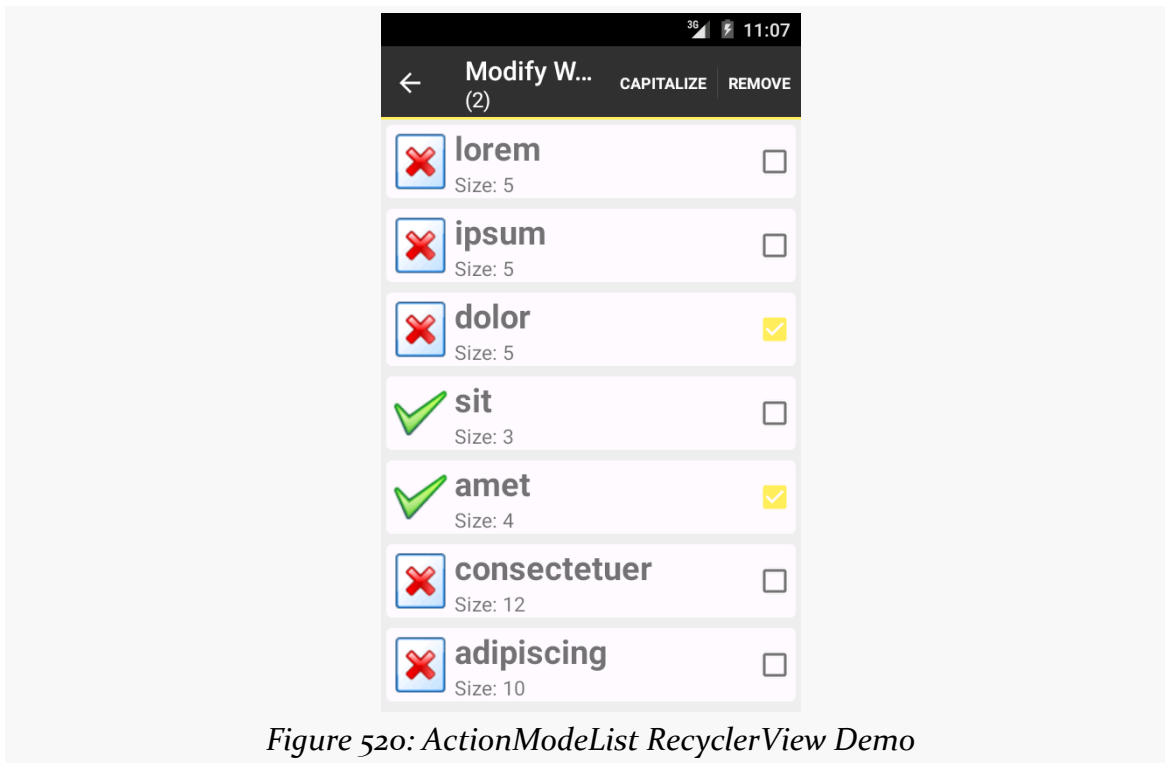 3G 11:07
Modify W... CAPITALIZE REMOVE
(2)
lorem
Size: 5
ipsum
Size: 5
dolor
Size: 5
sit
Size: 3
amet
Size: 4
consectetuer
Size: 12
adipiscing
Size: 10
Figure 520: ActionModeList RecyclerView Demo